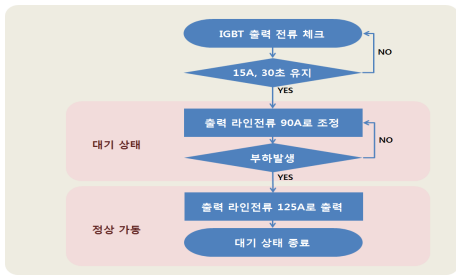 IGBT 출력 전류 체크
NO
15A, 30초 유지
YES
출력 라인전류 90A로 조정
대기 상태
NO
부하발생
YES
출력 라인전류 125A로 출력
정상 가동
대기 상태 종료